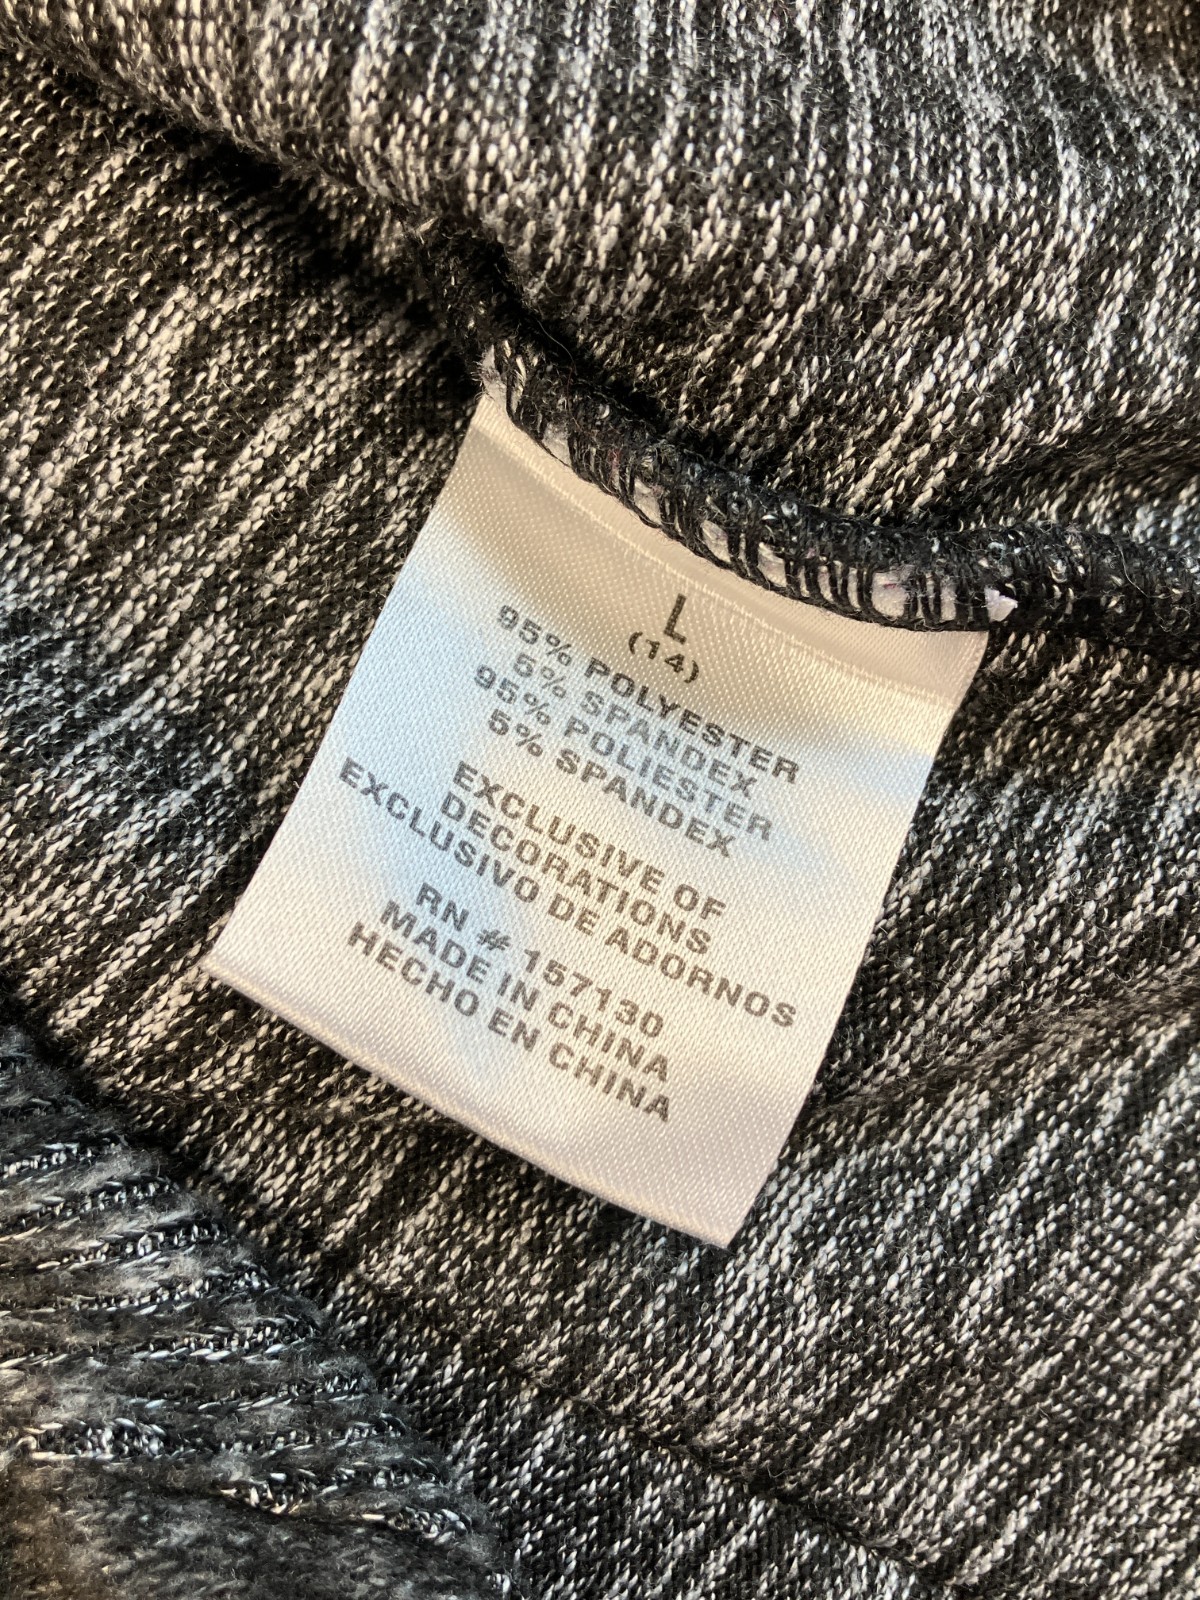 L
(14)
95% POLYESTER
5% SPANDEX
95% POLIESTER
5% SPANDEX
EXCLUSIVE OF
DECORATIONS
EXCLUSIVO DE ADORNOS
RN # 157130
MADE IN CHINA
HECHO EN CHINA